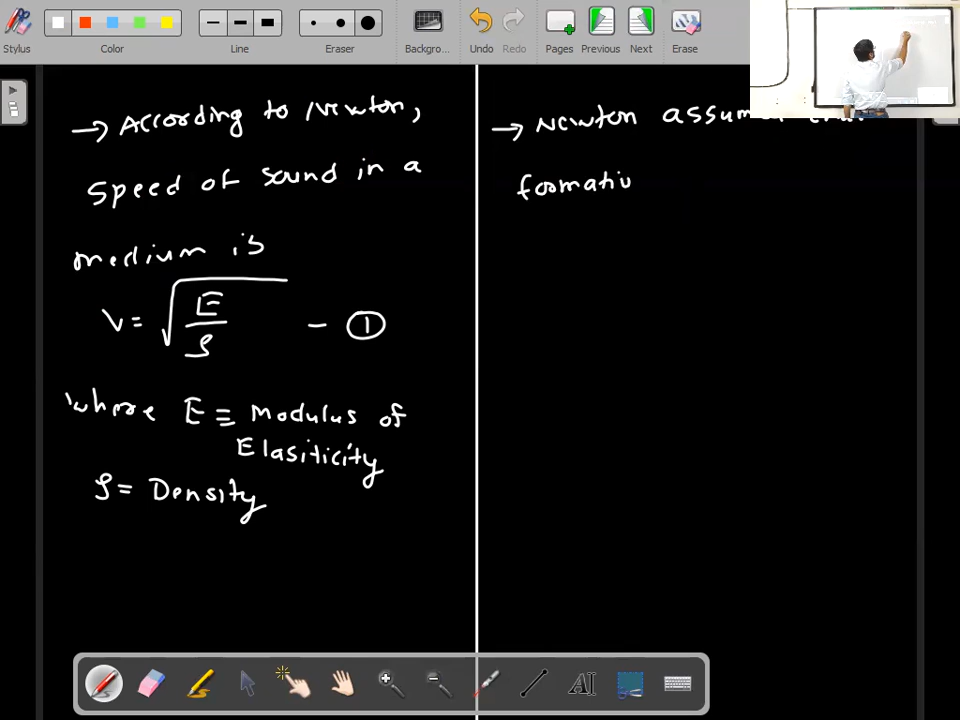 Stylus
Color
Line
Eraser
Backgro...
Undo
Redo
Pages
Previous
Next
Erase
→ According to Newton,
Speed of sound in a
medium is
V = √(E/ρ) - ①
where E ≡ Modulus of
Elasiticity
ρ = Density
→ Newton
formatio
AI